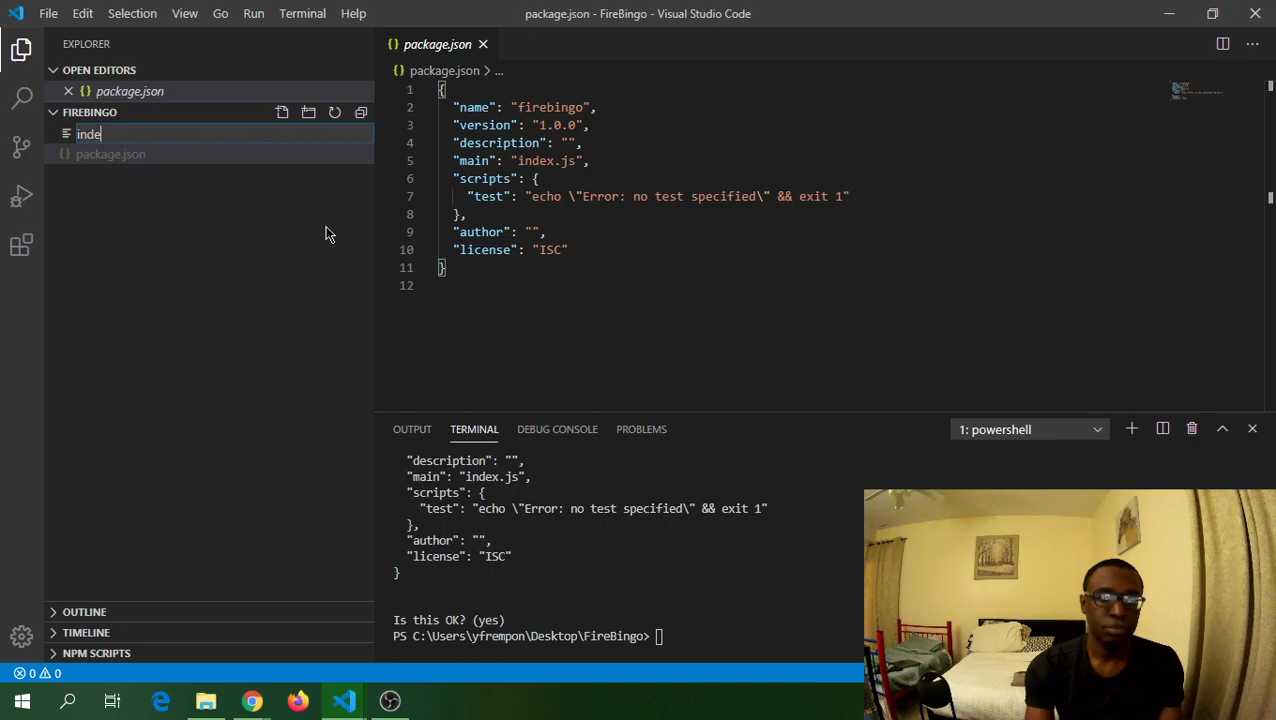 File Edit Selection View Go Run Terminal Help package.json - FireBingo - Visual Studio Code
EXPLORER
OPEN EDITORS
{} package.json
FIREBINGO
inde
{} package.json
OUTLINE
TIMELINE
NPM SCRIPTS
{} package.json
{} package.json > ...
1 {
2 "name": "firebingo",
3 "version": "1.0.0",
4 "description": "",
5 "main": "index.js",
6 "scripts": {
7 "test": "echo \"Error: no test specified\" && exit 1"
8 },
9 "author": "",
10 "license": "ISC"
11 }
12
OUTPUT TERMINAL DEBUG CONSOLE PROBLEMS 1: powershell
"description": "",
"main": "index.js",
"scripts": {
"test": "echo \"Error: no test specified\" && exit 1"
},
"author": "",
"license": "ISC"
}
Is this OK? (yes)
PS C:\Users\yfrempon\Desktop\FireBingo>
0 0